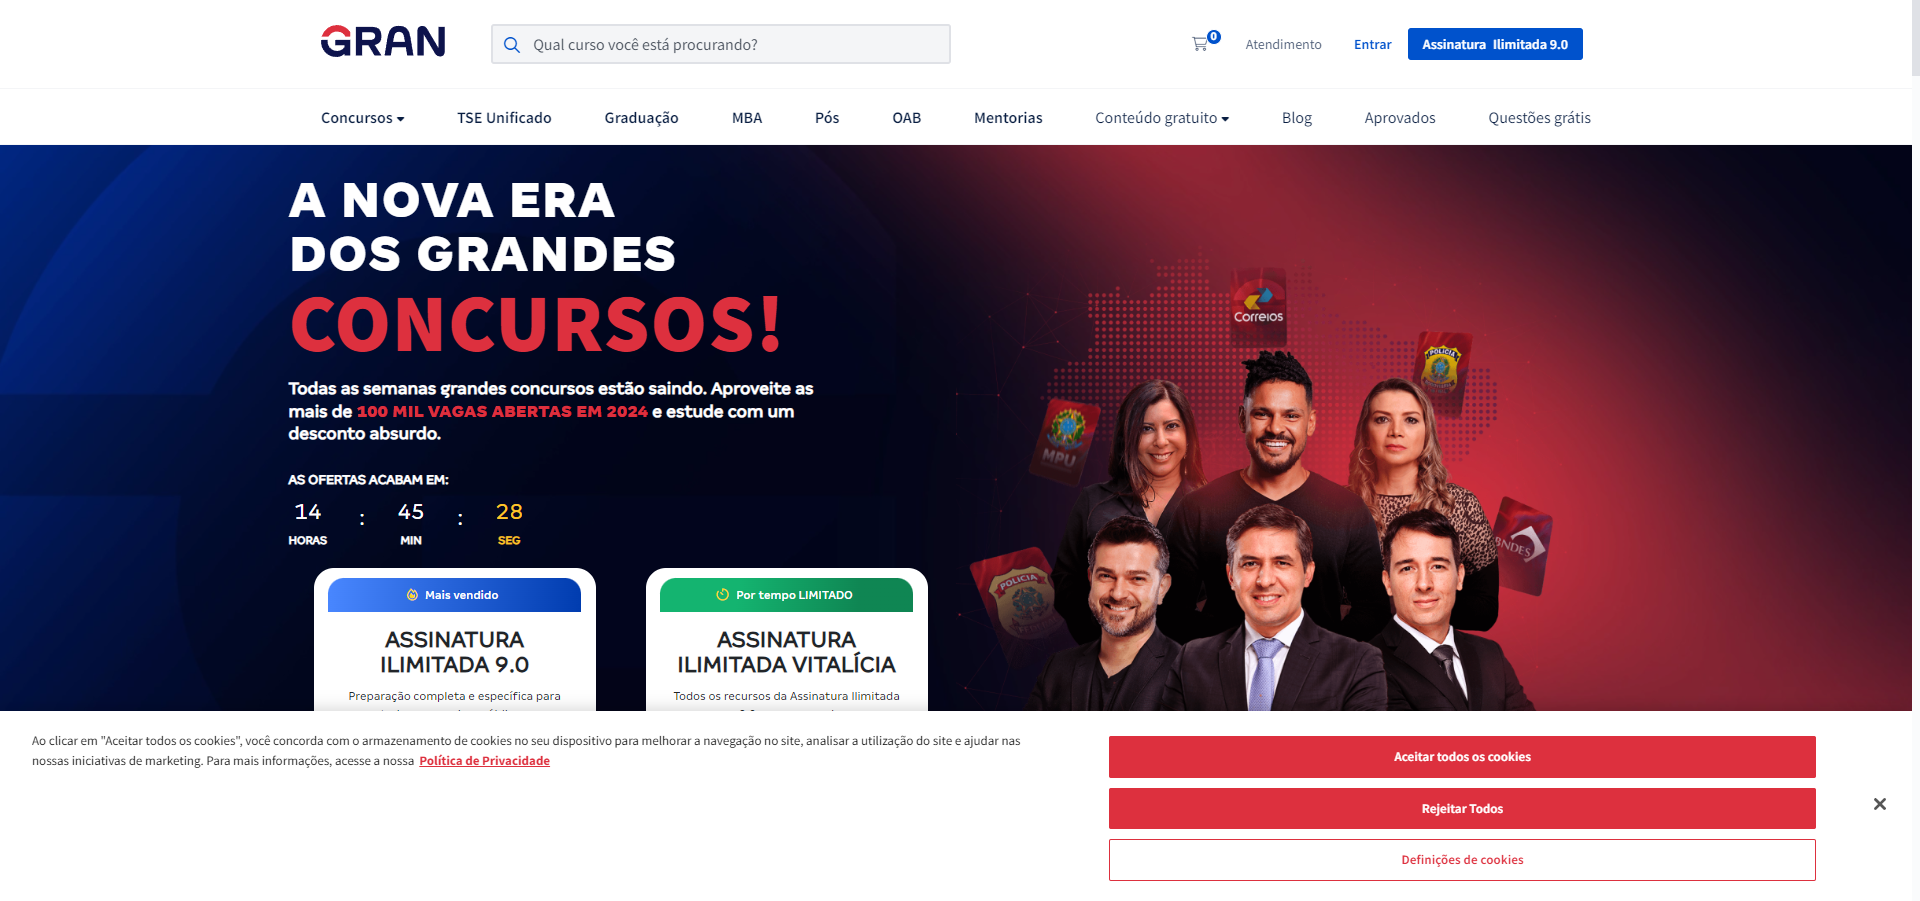 GRAN
Qual curso você está procurando?
0
Atendimento
Entrar
Assinatura Ilimitada 9.0
Concursos
TSE Unificado
Graduação
MBA
Pós
OAB
Mentorias
Conteúdo gratuito
Blog
Aprovados
Questões grátis
A NOVA ERA
DOS GRANDES
CONCURSOS!
Todas as semanas grandes concursos estão saindo. Aproveite as
mais de 100 MIL VAGAS ABERTAS EM 2024 e estude com um
desconto absurdo.
AS OFERTAS ACABAM EM:
14 : 45 : 28
HORAS MIN SEG
Correios
POLÍCIA
MPU
BNDES
POLÍCIA
Mais vendido
ASSINATURA
ILIMITADA 9.0
Preparação completa e específica para
Por tempo LIMITADO
ASSINATURA
ILIMITADA VITALÍCIA
Todos os recursos da Assinatura Ilimitada
Ao clicar em "Aceitar todos os cookies", você concorda com o armazenamento de cookies no seu dispositivo para melhorar a navegação no site, analisar a utilização do site e ajudar nas
nossas iniciativas de marketing. Para mais informações, acesse a nossa Política de Privacidade
Aceitar todos os cookies
Rejeitar Todos
Definições de cookies